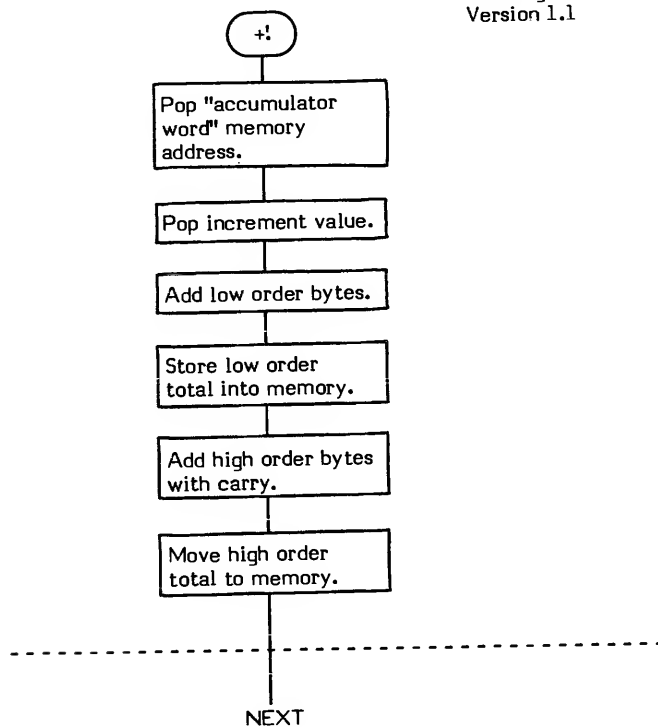 Version 1.1
+!
Pop "accumulator
word" memory
address.
Pop increment value.
Add low order bytes.
Store low order
total into memory.
Add high order bytes
with carry.
Move high order
total to memory.
NEXT